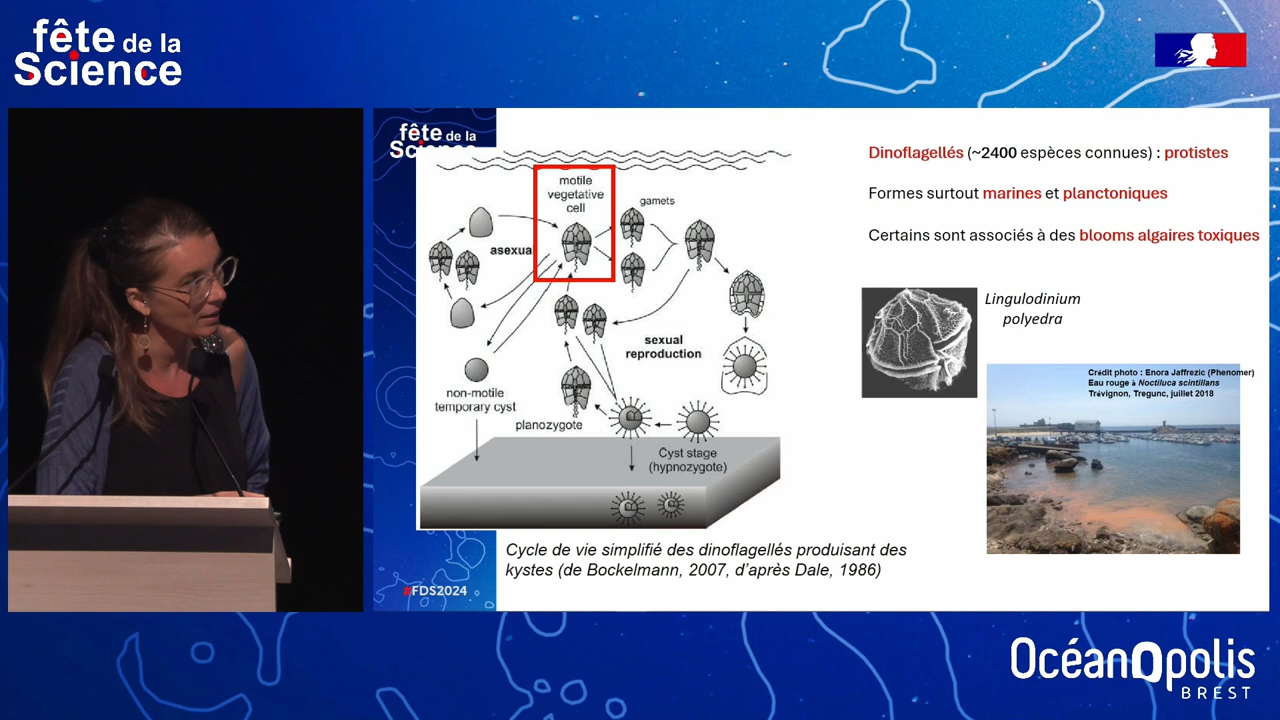 fête de la
Science
fête de la
Sc
motile
vegetative
cell
gamets
asexual
sexual
reproduction
non-motile
temporary cyst
planozygote
Cyst stage
(hypnozygote)
Cycle de vie simplifié des dinoflagellés produisant des
kystes (de Bockelmann, 2007, d'après Dale, 1986)
#FDS2024
Dinoflagellés (~2400 espèces connues) : protistes
Formes surtout marines et planctoniques
Certains sont associés à des blooms algaires toxiques
Lingulodinium
polyedra
Crédit photo : Enora Jaffrezic (Phenomer)
Eau rouge à Noctiluca scintillans
Trévignon, Tregunc, juillet 2018
OcéanOpolis
BREST